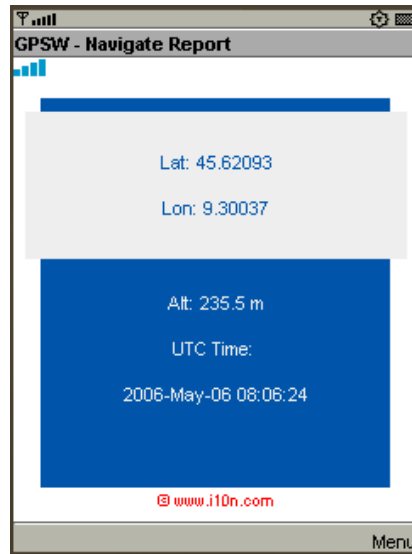 GPSW - Navigate Report
Lat: 45.62093
Lon: 9.30037
Alt: 235.5 m
UTC Time:
2006-May-06 08:06:24
© www.i10n.com
Menu